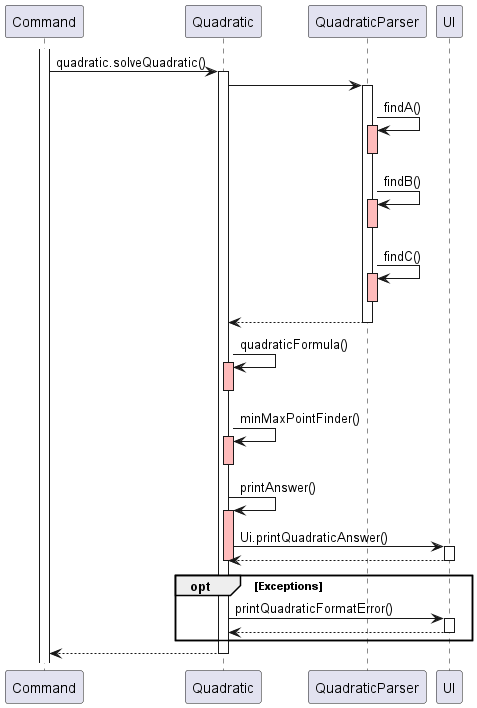 Command Quadratic QuadraticParser UI
quadratic.solveQuadratic()
findA()
findB()
findC()
quadraticFormula()
minMaxPointFinder()
printAnswer()
Ui.printQuadraticAnswer()
opt [Exceptions]
printQuadraticFormatError()
Command Quadratic QuadraticParser UI